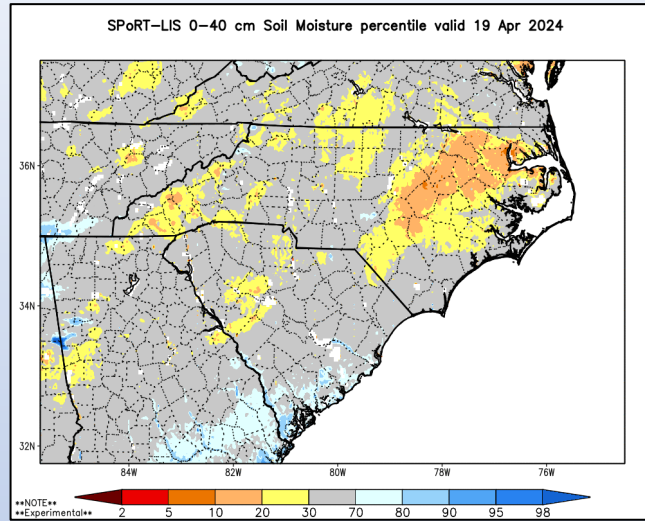 SPoRT-LIS 0-40 cm Soil Moisture percentile valid 19 Apr 2024
36N
34N
32N
84W 82W 80W 78W 76W
**NOTE**
**Experimental**
2 5 10 20 30 70 80 90 95 98